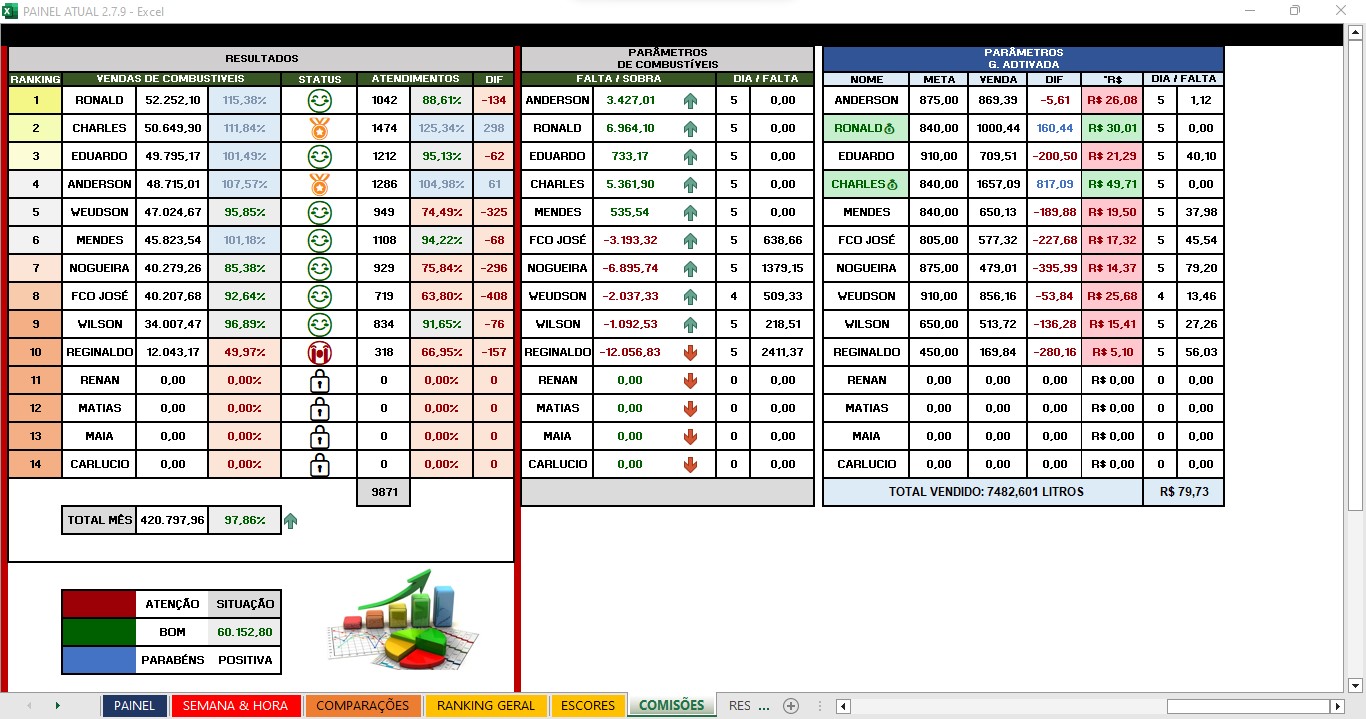 PAINEL ATUAL 2.7.9 - Excel
RESULTADOS
RANKING VENDAS DE COMBUSTIVEIS STATUS ATENDIMENTOS DIF
1 RONALD 52.252,10 115,38% 1042 88,61% -134
2 CHARLES 50.649,90 111,84% 1474 125,34% 298
3 EDUARDO 49.795,17 101,49% 1212 95,13% -62
4 ANDERSON 48.715,01 107,57% 1286 104,98% 61
5 WEUDSON 47.024,67 95,85% 949 74,49% -325
6 MENDES 45.823,54 101,18% 1108 94,22% -68
7 NOGUEIRA 40.279,26 85,38% 929 75,84% -296
8 FCO JOSÉ 40.207,68 92,64% 719 63,80% -408
9 WILSON 34.007,47 96,89% 834 91,65% -76
10 REGINALDO 12.043,17 49,97% 318 66,95% -157
11 RENAN 0,00 0,00% 0 0,00% 0
12 MATIAS 0,00 0,00% 0 0,00% 0
13 MAIA 0,00 0,00% 0 0,00% 0
14 CARLUCIO 0,00 0,00% 0 0,00% 0
9871
TOTAL MÊS 420.797,96 97,86%
ATENÇÃO SITUAÇÃO
BOM 60.152,80
PARABÉNS POSITIVA
PARÂMETROS
DE COMBUSTÍVEIS
FALTA / SOBRA DIA / FALTA
ANDERSON 3.427,01 5 0,00
RONALD 6.964,10 5 0,00
EDUARDO 733,17 5 0,00
CHARLES 5.361,90 5 0,00
MENDES 535,54 5 0,00
FCO JOSÉ -3.193,32 5 638,66
NOGUEIRA -6.895,74 5 1379,15
WEUDSON -2.037,33 4 509,33
WILSON -1.092,53 5 218,51
REGINALDO -12.056,83 5 2411,37
RENAN 0,00 0 0,00
MATIAS 0,00 0 0,00
MAIA 0,00 0 0,00
CARLUCIO 0,00 0 0,00
PARÂMETROS
G. ADTIVADA
NOME META VENDA DIF "R$ DIA / FALTA
ANDERSON 875,00 869,39 -5,61 R$ 26,08 5 1,12
RONALD 840,00 1000,44 160,44 R$ 30,01 5 0,00
EDUARDO 910,00 709,51 -200,50 R$ 21,29 5 40,10
CHARLES 840,00 1657,09 817,09 R$ 49,71 5 0,00
MENDES 840,00 650,13 -189,88 R$ 19,50 5 37,98
FCO JOSÉ 805,00 577,32 -227,68 R$ 17,32 5 45,54
NOGUEIRA 875,00 479,01 -395,99 R$ 14,37 5 79,20
WEUDSON 910,00 856,16 -53,84 R$ 25,68 4 13,46
WILSON 650,00 513,72 -136,28 R$ 15,41 5 27,26
REGINALDO 450,00 169,84 -280,16 R$ 5,10 5 56,03
RENAN 0,00 0,00 0,00 R$ 0,00 0 0,00
MATIAS 0,00 0,00 0,00 R$ 0,00 0 0,00
MAIA 0,00 0,00 0,00 R$ 0,00 0 0,00
CARLUCIO 0,00 0,00 0,00 R$ 0,00 0 0,00
TOTAL VENDIDO: 7482,601 LITROS R$ 79,73
PAINEL SEMANA & HORA COMPARAÇÕES RANKING GERAL ESCORES COMISÕES RES ...